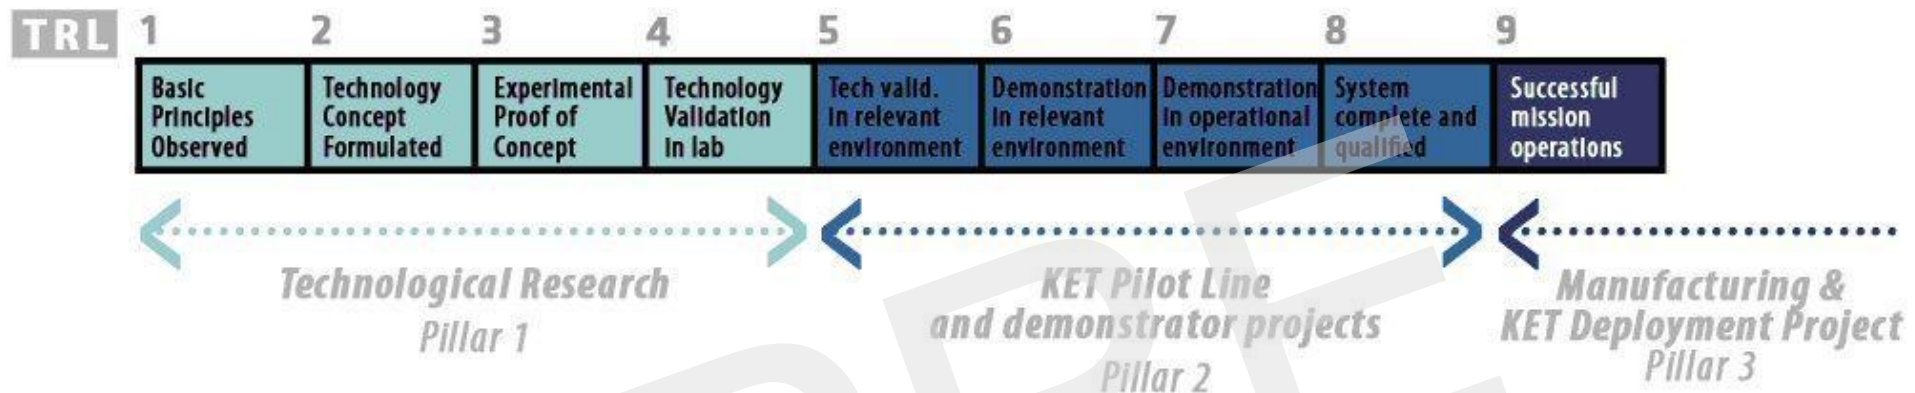 TRL 1 2 3 4 5 6 7 8 9
Basic
Principles
Observed
Technology
Concept
Formulated
Experimental
Proof of
Concept
Technology
Validation
in lab
Tech valid.
in relevant
environment
Demonstration
in relevant
environment
Demonstration
in operational
environment
System
complete and
qualified
Successful
mission
operations
Technological Research
Pillar 1
KET Pilot Line
and demonstrator projects
Pillar 2
Manufacturing &
KET Deployment Project
Pillar 3